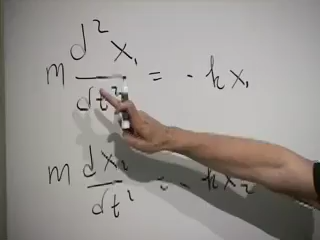 m d²x₁/dt² = - kx₁
m dx₂/dt² = - kx₂